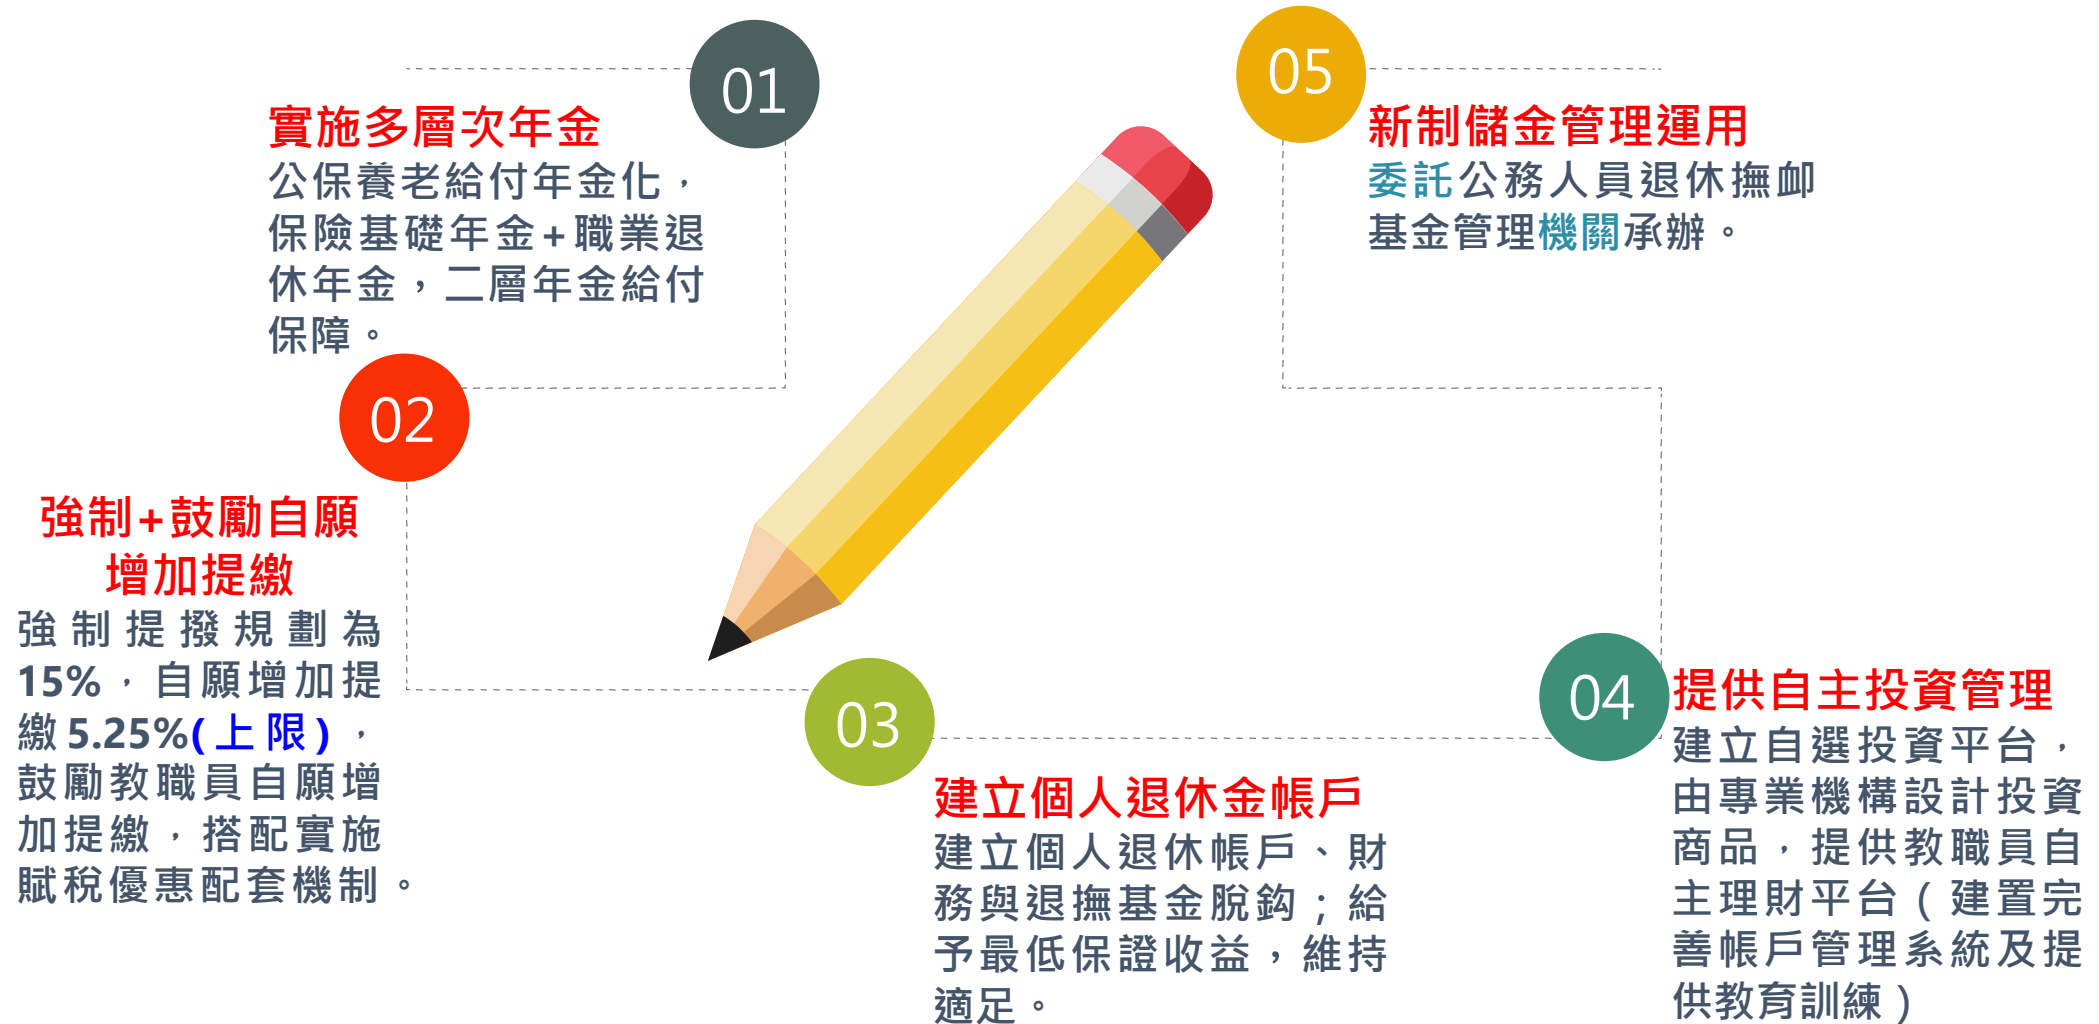 01
實施多層次年金
公保養老給付年金化，
保險基礎年金+職業退
休年金，二層年金給付
保障。
02
強制+鼓勵自願
增加提繳
強制提撥規劃為
15%，自願增加提
繳5.25%(上限)，
鼓勵教職員自願增
加提繳，搭配實施
賦稅優惠配套機制。
03
建立個人退休金帳戶
建立個人退休帳戶、財
務與退撫基金脫鈎；給
予最低保證收益，維持
適足。
04
提供自主投資管理
建立自選投資平台，
由專業機構設計投資
商品，提供教職員自
主理財平台（建置完
善帳戶管理系統及提
供教育訓練）
05
新制儲金管理運用
委託公務人員退休撫卹
基金管理機關承辦。